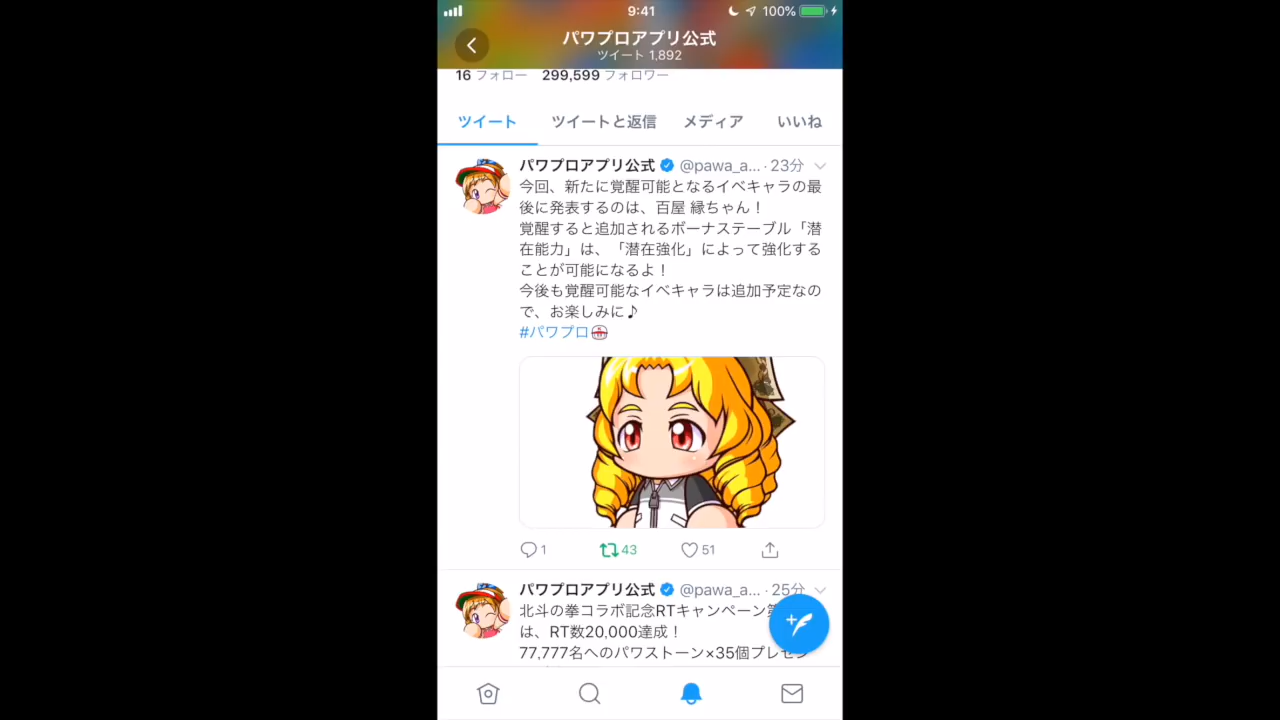 9:41
100%
パワプロアプリ公式
ツイート 1,892
16 フォロー 299,599 フォロワー
ツイート ツイートと返信 メディア いいね
パワプロアプリ公式 @pawa_a... · 23分
今回、新たに覚醒可能となるイベキャラの最
後に発表するのは、百屋 縁ちゃん！
覚醒すると追加されるボーナステーブル「潜
在能力」は、「潜在強化」によって強化する
ことが可能になるよ！
今後も覚醒可能なイベキャラは追加予定なの
で、お楽しみに♪
#パワプロ
1 43 51
パワプロアプリ公式 @pawa_a... · 25分
北斗の拳コラボ記念RTキャンペーン
は、RT数20,000達成！
77,777名へのパワストーン×35個プレゼン